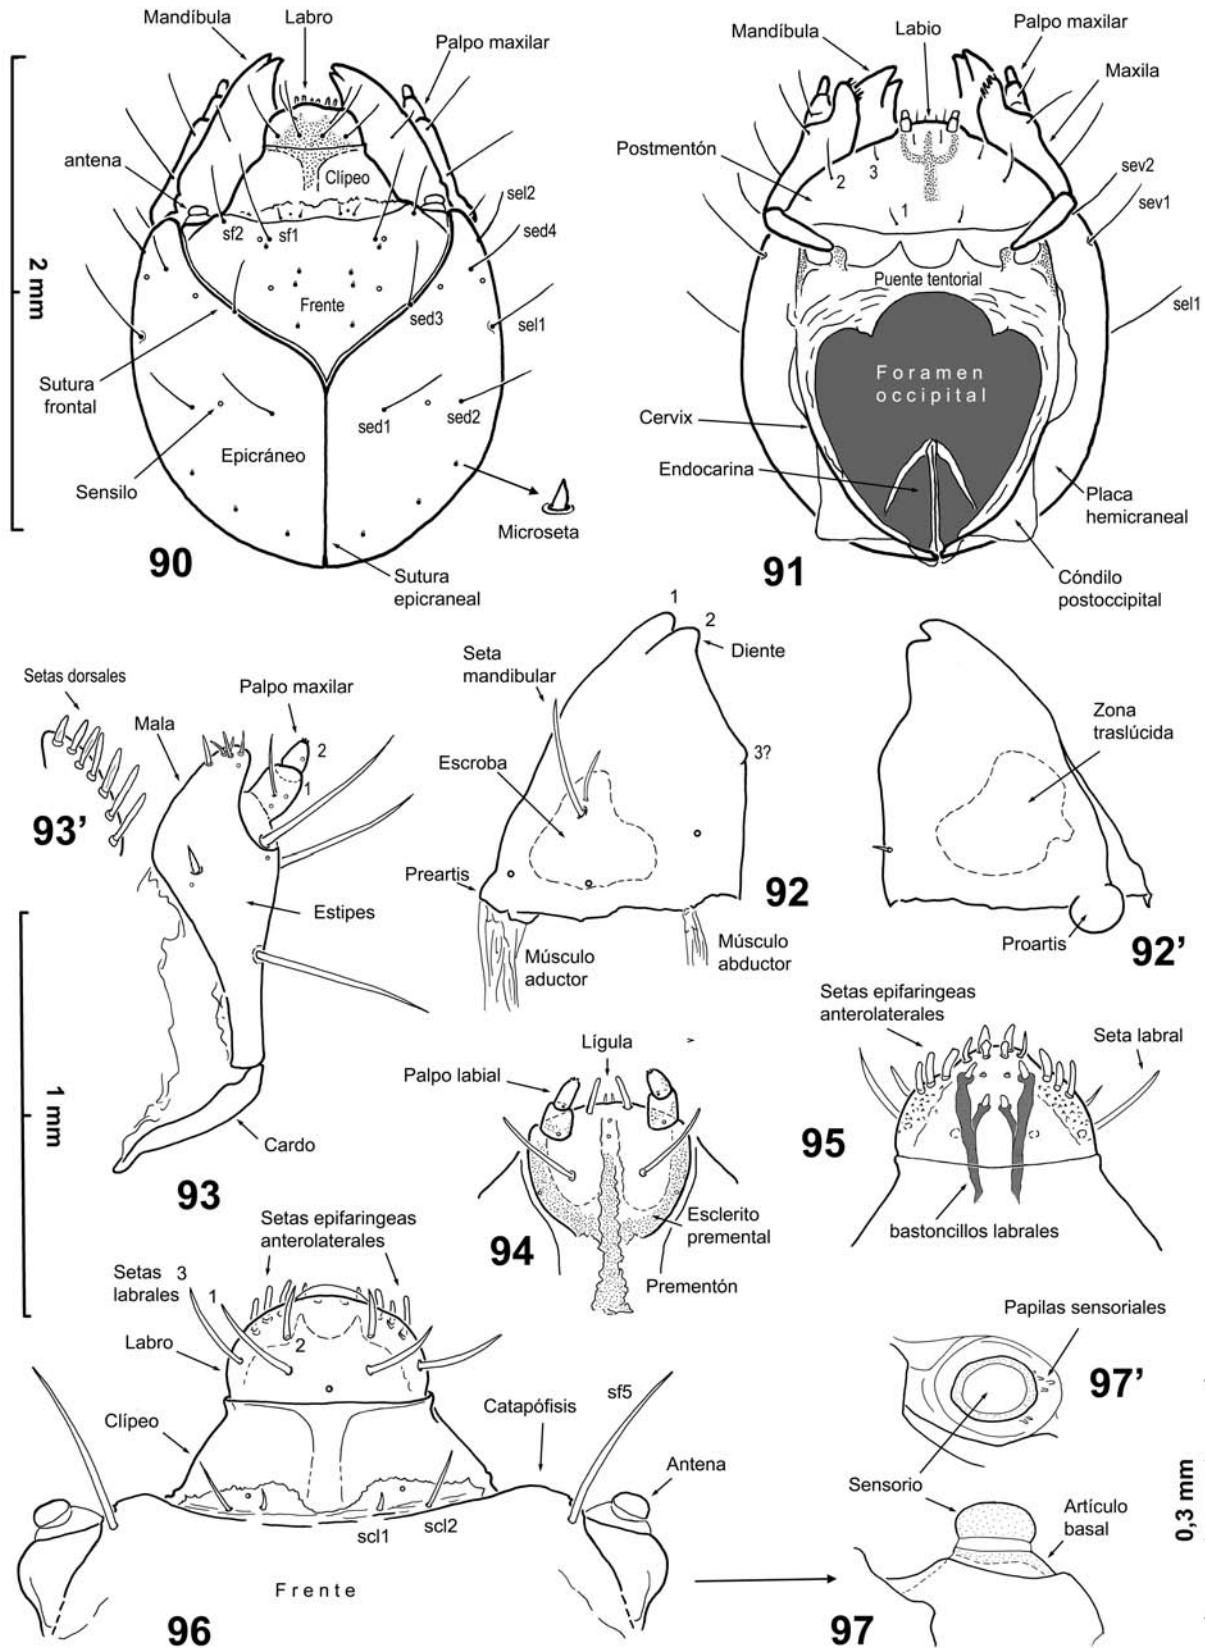 Mandíbula
Labro
Palpo maxilar
antena
Clípeo
sel2
sed4
sf2
sf1
Frente
sed3
sel1
Sutura
frontal
sed1
sed2
Epicráneo
Sensilo
Microseta
Sutura
epicraneal
90
2 mm
Mandíbula
Labio
Palpo maxilar
Maxila
Postmentón
2
3
1
sev2
sev1
Puente tentorial
sel1
Foramen
occipital
Cervix
Endocarina
Placa
hemicraneal
Cóndilo
postoccipital
91
Setas dorsales
Palpo maxilar
Mala
2
1
93'
Estipes
Cardo
93
1 mm
1
2
Seta
mandibular
Diente
3?
Escroba
Preartis
92
Músculo
aductor
Músculo
abductor
Zona
traslúcida
Proartis
92'
Lígula
Palpo labial
Esclerito
premental
Prementón
94
Setas epifaringeas
anterolaterales
Seta labral
95
bastoncillos labrales
Setas epifaringeas
anterolaterales
Setas
labrales
3
1
2
Labro
Clípeo
Catapófisis
sf5
Antena
scl1
scl2
Frente
96
Papilas sensoriales
97'
Sensorio
Artículo
basal
97
0,3 mm